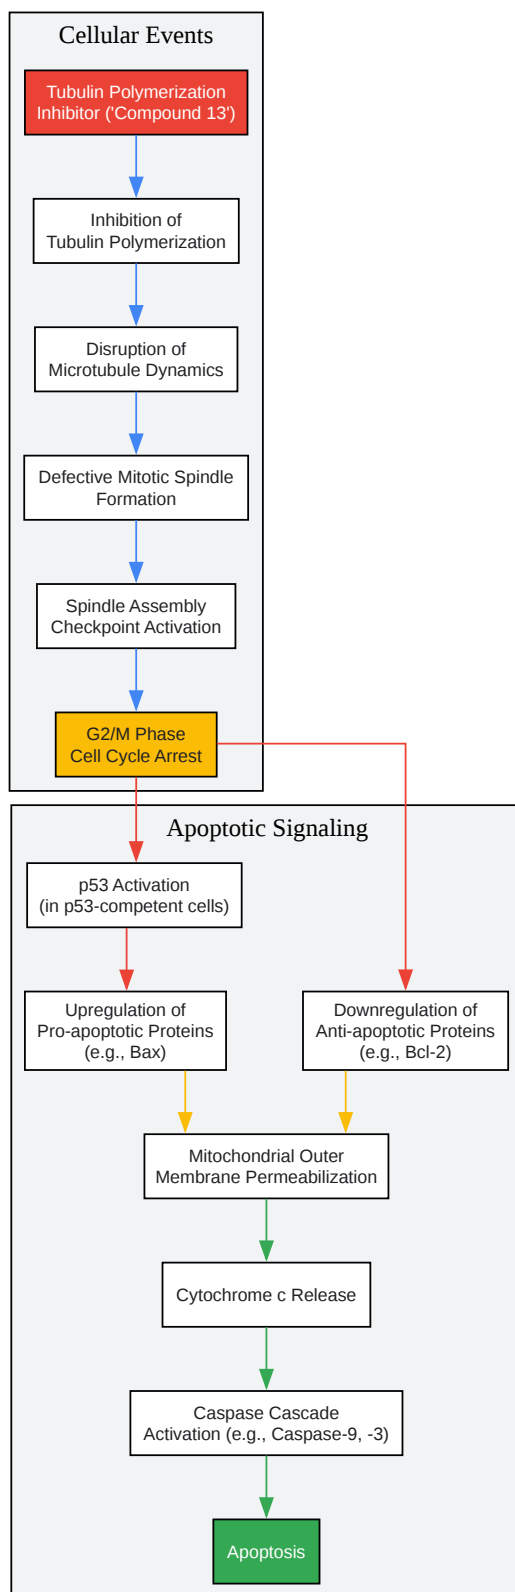 Cellular Events
Tubulin Polymerization
Inhibitor ('Compound 13')
Inhibition of
Tubulin Polymerization
Disruption of
Microtubule Dynamics
Defective Mitotic Spindle
Formation
Spindle Assembly
Checkpoint Activation
G2/M Phase
Cell Cycle Arrest
Apoptotic Signaling
p53 Activation
(in p53-competent cells)
Upregulation of
Pro-apoptotic Proteins
(e.g., Bax)
Downregulation of
Anti-apoptotic Proteins
(e.g., Bcl-2)
Mitochondrial Outer
Membrane Permeabilization
Cytochrome c Release
Caspase Cascade
Activation (e.g., Caspase-9, -3)
Apoptosis